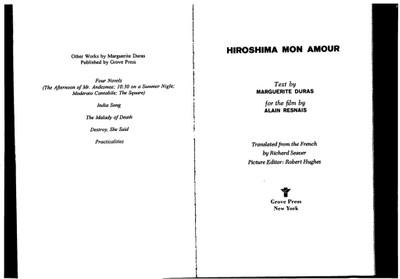 Other Works by Marguerite Duras
Published by Grove Press
Four Novels
(The Afternoon of Mr. Andesmas; 10:30 on a Summer Night;
Moderato Cantabile; The Square)
India Song
The Malady of Death
Destroy, She Said
Practicalities
HIROSHIMA MON AMOUR
Text by
MARGUERITE DURAS
for the film by
ALAIN RESNAIS
Translated from the French
by Richard Seaver
Picture Editor: Robert Hughes
Grove Press
New York